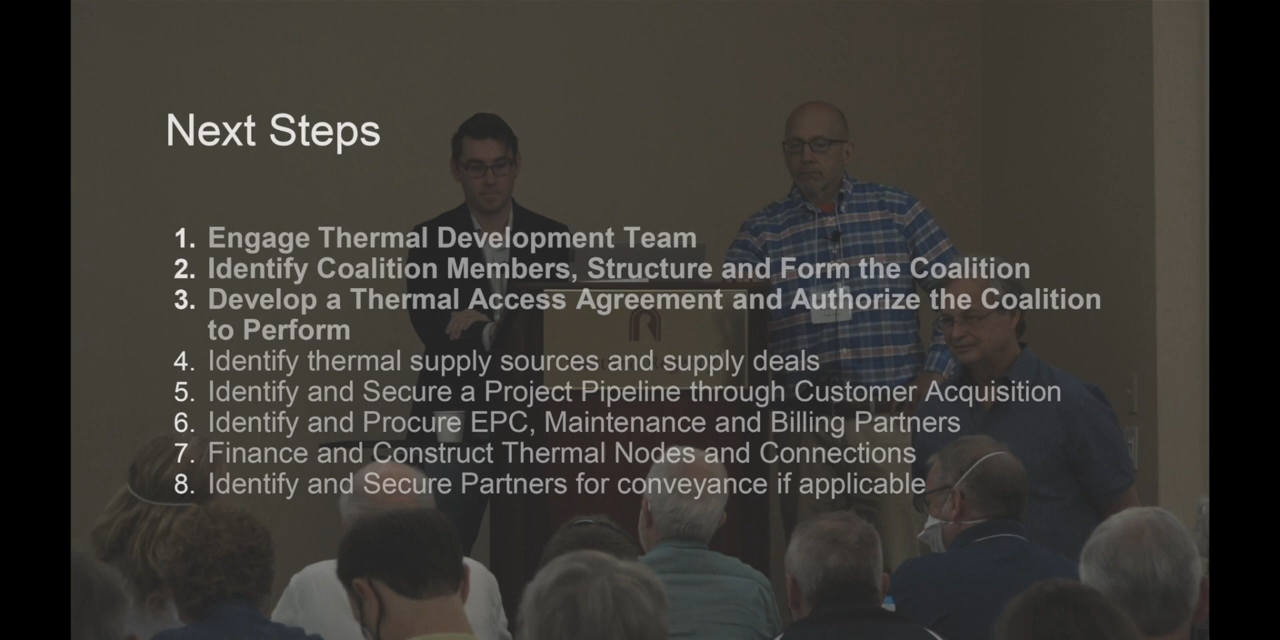 Next Steps
1. Engage Thermal Development Team
2. Identify Coalition Members, Structure and Form the Coalition
3. Develop a Thermal Access Agreement and Authorize the Coalition
to Perform
4. Identify thermal supply sources and supply deals
5. Identify and Secure a Project Pipeline through Customer Acquisition
6. Identify and Procure EPC, Maintenance and Billing Partners
7. Finance and Construct Thermal Nodes and Connections
8. Identify and Secure Partners for conveyance if applicable